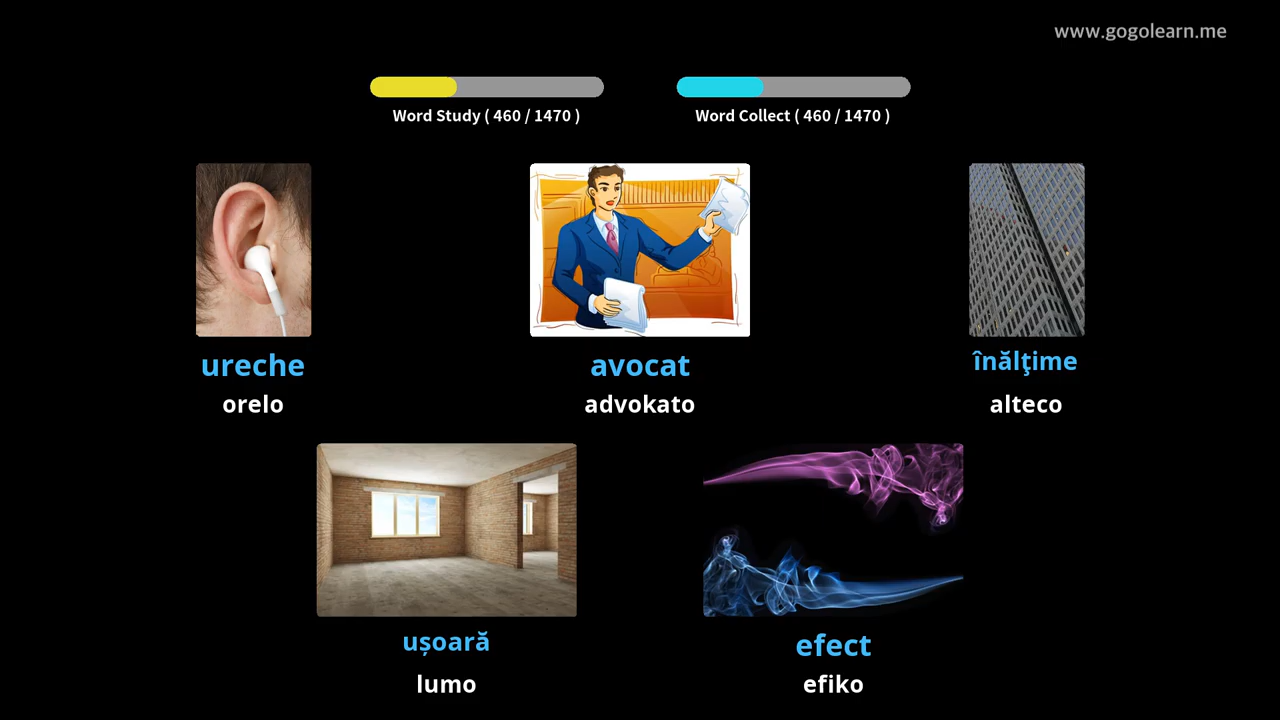 www.gogolearn.me
Word Study ( 460 / 1470 )
Word Collect ( 460 / 1470 )
ureche
orelo
avocat
advokato
înălţime
alteco
ușoară
lumo
efect
efiko